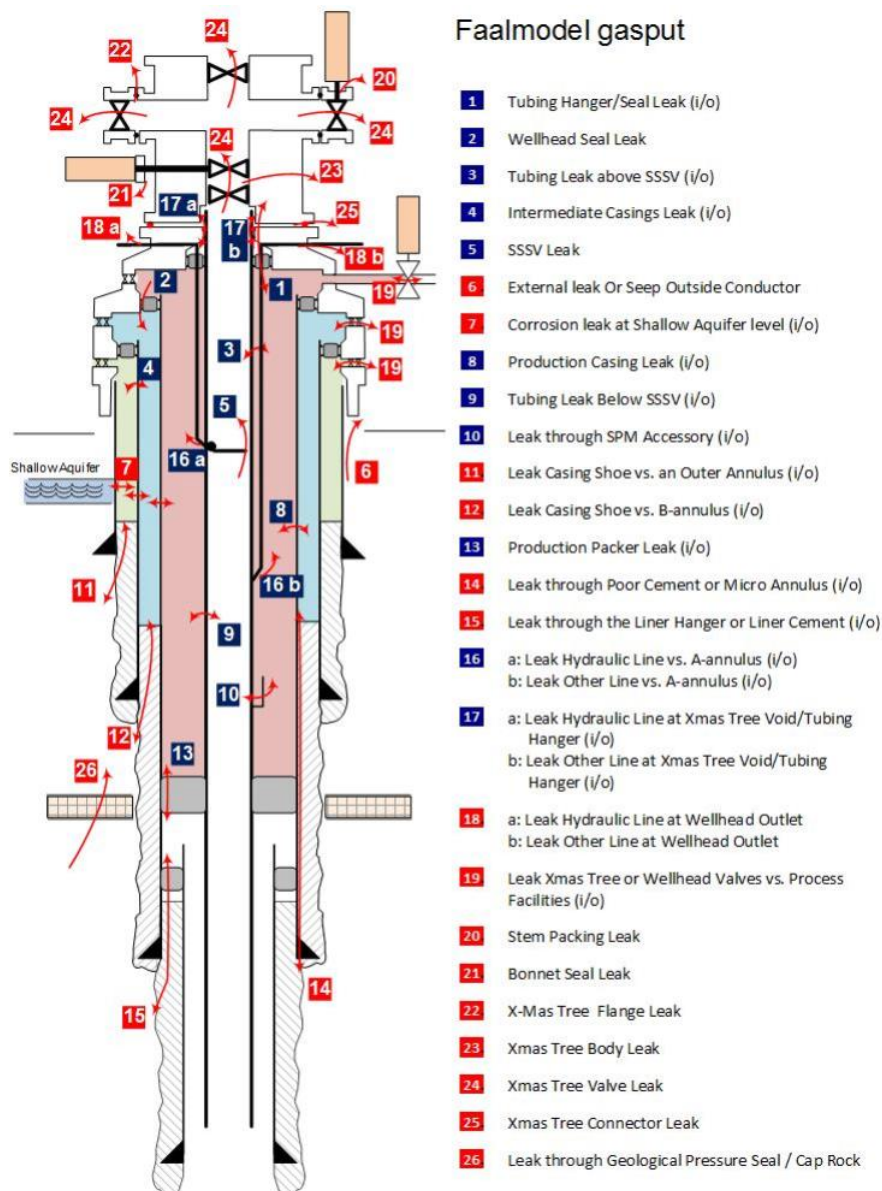 Faalmodel gasput
1 Tubing Hanger/Seal Leak (i/o)
2 Wellhead Seal Leak
3 Tubing Leak above SSSV (i/o)
4 Intermediate Casings Leak (i/o)
5 SSSV Leak
6 External leak Or Seep Outside Conductor
7 Corrosion leak at Shallow Aquifer level (i/o)
8 Production Casing Leak (i/o)
9 Tubing Leak Below SSSV (i/o)
10 Leak through SPM Accessory (i/o)
11 Leak Casing Shoe vs. an Outer Annulus (i/o)
12 Leak Casing Shoe vs. B-annulus (i/o)
13 Production Packer Leak (i/o)
14 Leak through Poor Cement or Micro Annulus (i/o)
15 Leak through the Liner Hanger or Liner Cement (i/o)
16 a: Leak Hydraulic Line vs. A-annulus (i/o)
b: Leak Other Line vs. A-annulus (i/o)
17 a: Leak Hydraulic Line at Xmas Tree Void/Tubing
Hanger (i/o)
b: Leak Other Line at Xmas Tree Void/Tubing
Hanger (i/o)
18 a: Leak Hydraulic Line at Wellhead Outlet
b: Leak Other Line at Wellhead Outlet
19 Leak Xmas Tree or Wellhead Valves vs. Process
Facilities (i/o)
20 Stem Packing Leak
21 Bonnet Seal Leak
22 X-Mas Tree Flange Leak
23 Xmas Tree Body Leak
24 Xmas Tree Valve Leak
25 Xmas Tree Connector Leak
26 Leak through Geological Pressure Seal / Cap Rock
24
22
20
24
24
24
23
21
17 a
17
b
25
18 a
18 b
2
1
19
19
3
19
4
5
16 a
6
Shallow Aquifer
7
8
11
16 b
9
10
12
13
26
14
15